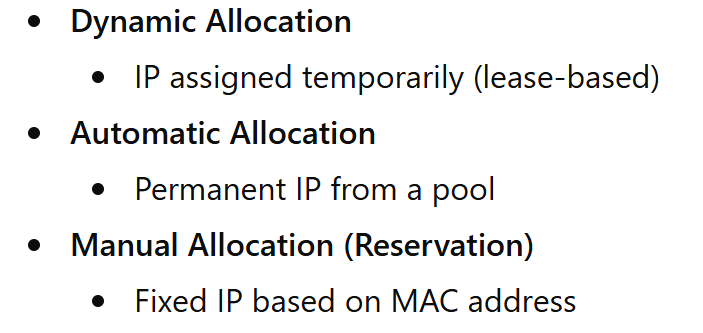 Dynamic Allocation
IP assigned temporarily (lease-based)
Automatic Allocation
Permanent IP from a pool
Manual Allocation (Reservation)
Fixed IP based on MAC address